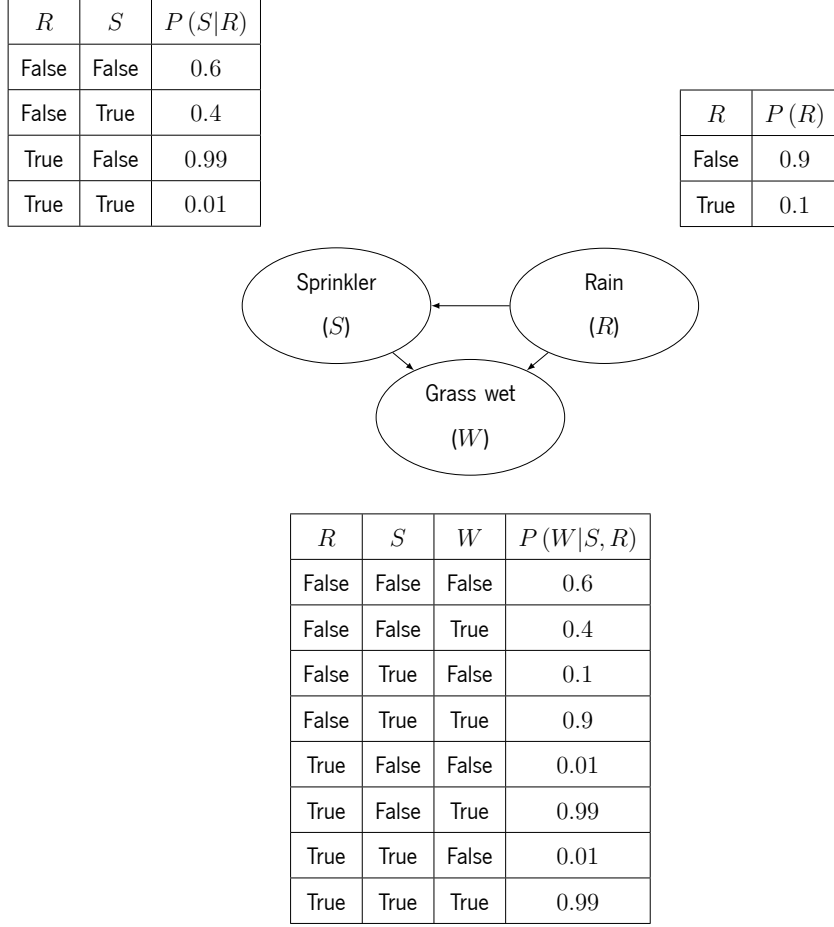 R S P (S|R)
False False 0.6
False True 0.4
True False 0.99
True True 0.01
R P (R)
False 0.9
True 0.1
Sprinkler
(S)
Rain
(R)
Grass wet
(W)
R S W P (W|S, R)
False False False 0.6
False False True 0.4
False True False 0.1
False True True 0.9
True False False 0.01
True False True 0.99
True True False 0.01
True True True 0.99